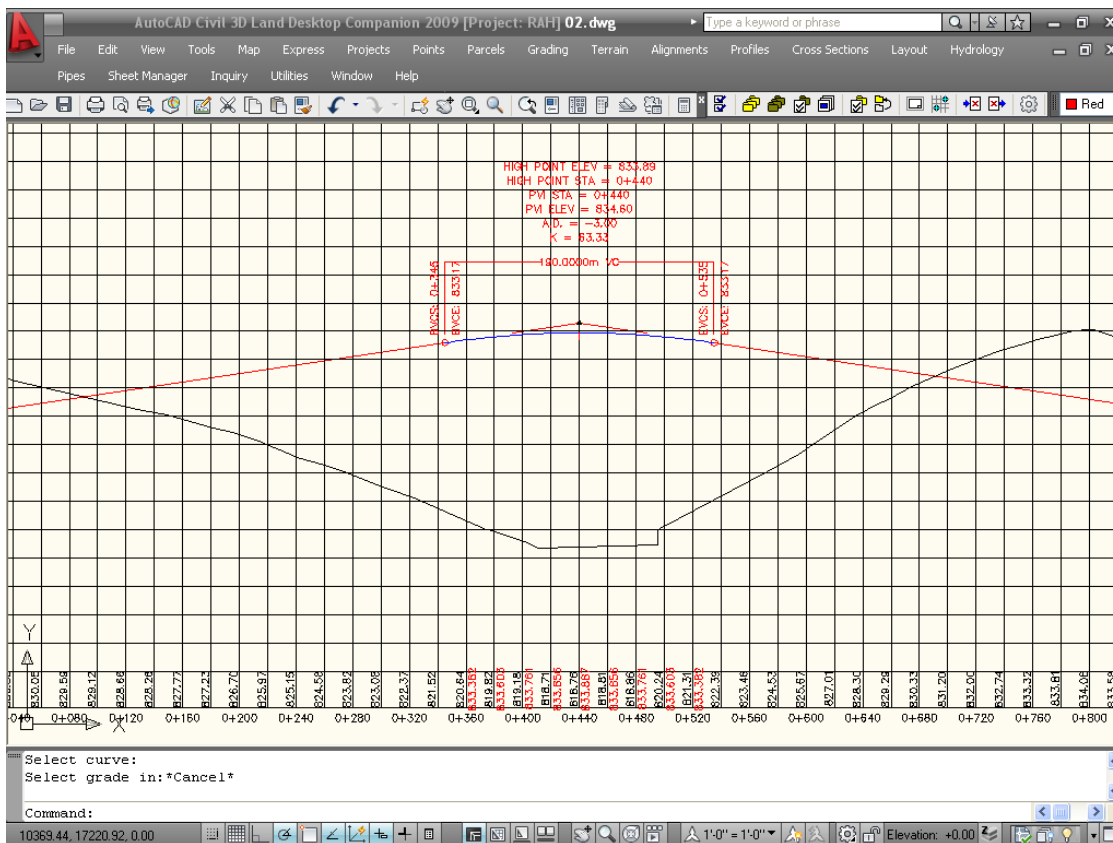 AutoCAD Civil 3D Land Desktop Companion 2009 [Project: RAH] 02.dwg
Type a keyword or phrase
File Edit View Tools Map Express Projects Points Parcels Grading Terrain Alignments Profiles Cross Sections Layout Hydrology
Pipes Sheet Manager Inquiry Utilities Window Help
Red
HIGH POINT ELEV = 833.89
HIGH POINT STA = 0+440
PVI STA = 0+440
PVI ELEV = 834.60
A.D. = -3.00
K = 63.33
190.0000m VC
BVCS: 0+345
BVCE: 833.17
EVCS: 0+535
EVCE: 833.17
830.05 829.59 829.12 828.66 828.26 827.77 827.23 826.70 825.97 825.15 824.58 823.82 823.08 822.37 821.52 820.64 833.382 819.82 833.603 819.18 833.761 818.71 833.856 818.76 833.887 818.81 833.856 818.86 833.761 820.24 833.603 821.31 833.382 822.39 823.46 824.53 825.67 827.01 828.30 829.29 830.33 831.20 832.00 832.74 833.32 833.81 834.08
0+080 0+120 0+160 0+200 0+240 0+280 0+320 0+360 0+400 0+440 0+480 0+520 0+560 0+600 0+640 0+680 0+720 0+760 0+800
Y
X
Select curve:
Select grade in:*Cancel*
Command:
10369.44, 17220.92, 0.00
1'-0" = 1'-0"
Elevation: +0.00